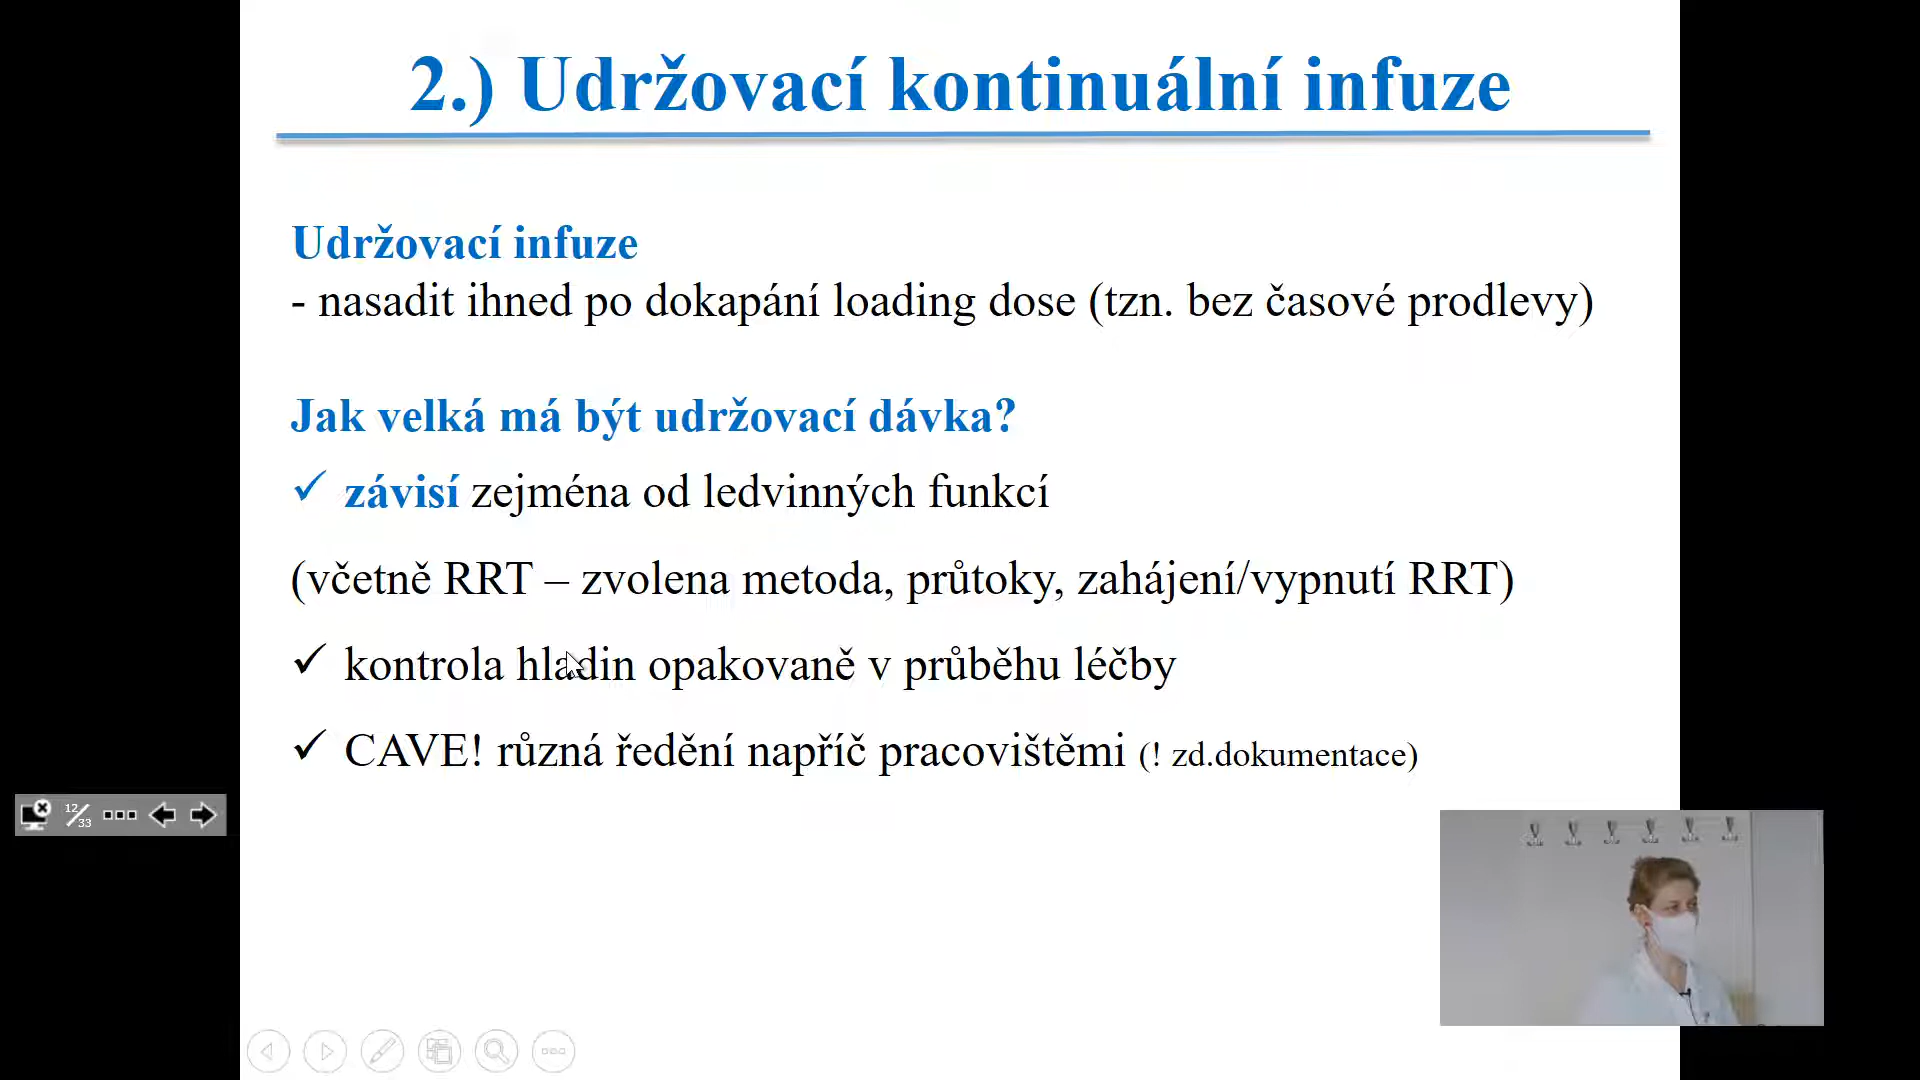 2.) Udržovací kontinuální infuze
Udržovací infuze
- nasadit ihned po dokapání loading dose (tzn. bez časové prodlevy)
Jak velká má být udržovací dávka?
✓ závisí zejména od ledvinných funkcí
(včetně RRT – zvolena metoda, průtoky, zahájení/vypnutí RRT)
✓ kontrola hladin opakovaně v průběhu léčby
✓ CAVE! různá ředění napříč pracovištěmi (! zd.dokumentace)
12/33